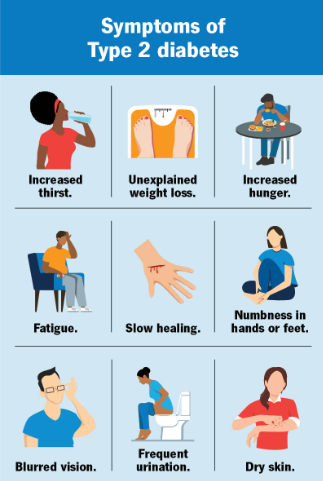 Symptoms of
Type 2 diabetes
Increased
thirst.
Unexplained
weight loss.
Increased
hunger.
Fatigue.
Slow healing.
Numbness in
hands or feet.
Blurred vision.
Frequent
urination.
Dry skin.